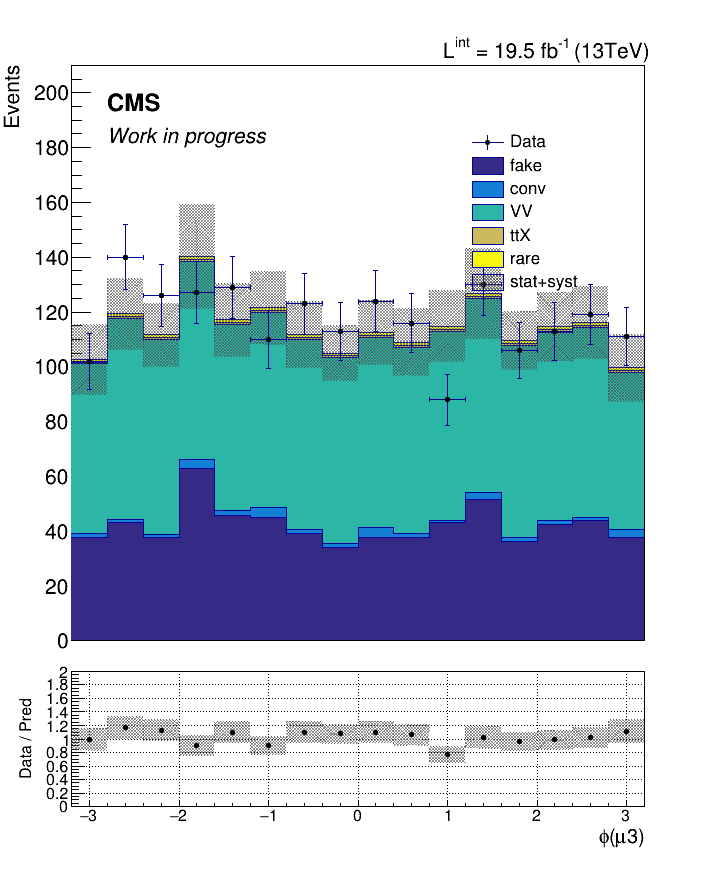 L^int = 19.5 fb^-1 (13TeV)
Events
CMS
Work in progress
Data
fake
conv
VV
ttX
rare
stat+syst
200
180
160
140
120
100
80
60
40
20
0
Data / Pred
2
1.8
1.6
1.4
1.2
1
0.8
0.6
0.4
0.2
0
−3 −2 −1 0 1 2 3
ϕ(μ3)